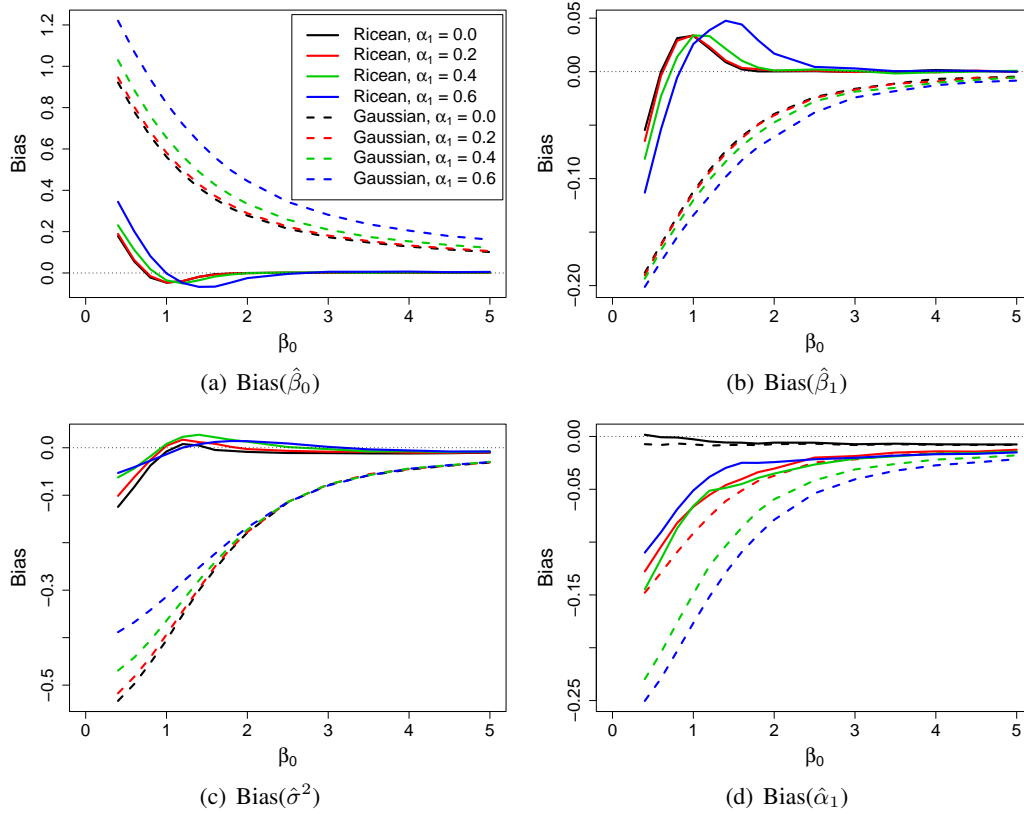 Bias
0.0 0.2 0.4 0.6 0.8 1.0 1.2
Ricean, α₁ = 0.0
Ricean, α₁ = 0.2
Ricean, α₁ = 0.4
Ricean, α₁ = 0.6
Gaussian, α₁ = 0.0
Gaussian, α₁ = 0.2
Gaussian, α₁ = 0.4
Gaussian, α₁ = 0.6
0 1 2 3 4 5
β₀
(a) Bias(β̂₀)
Bias
−0.20 −0.10 0.00 0.05
0 1 2 3 4 5
β₀
(b) Bias(β̂₁)
Bias
−0.5 −0.3 −0.1 0.0
0 1 2 3 4 5
β₀
(c) Bias(σ̂²)
Bias
−0.25 −0.15 −0.05 0.00
0 1 2 3 4 5
β₀
(d) Bias(α̂₁)